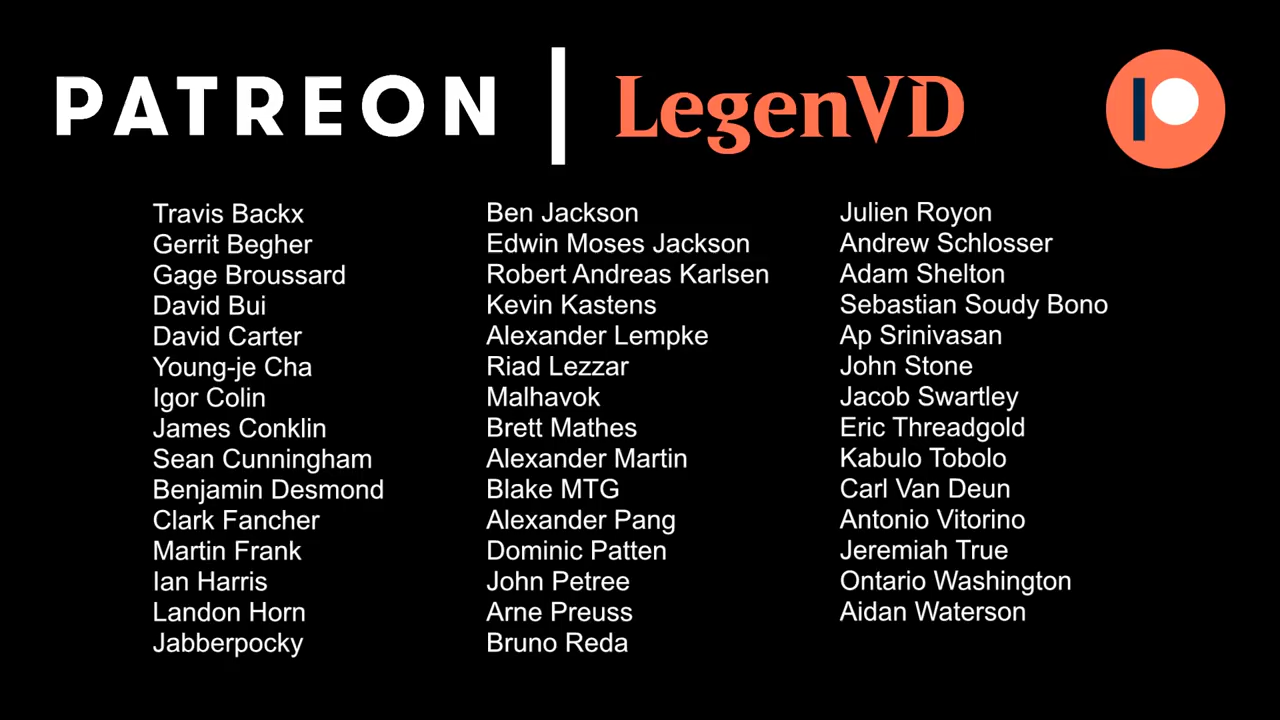 PATREON | LegenVD
Travis Backx
Gerrit Begher
Gage Broussard
David Bui
David Carter
Young-je Cha
Igor Colin
James Conklin
Sean Cunningham
Benjamin Desmond
Clark Fancher
Martin Frank
Ian Harris
Landon Horn
Jabberpocky
Ben Jackson
Edwin Moses Jackson
Robert Andreas Karlsen
Kevin Kastens
Alexander Lempke
Riad Lezzar
Malhavok
Brett Mathes
Alexander Martin
Blake MTG
Alexander Pang
Dominic Patten
John Petree
Arne Preuss
Bruno Reda
Julien Royon
Andrew Schlosser
Adam Shelton
Sebastian Soudy Bono
Ap Srinivasan
John Stone
Jacob Swartley
Eric Threadgold
Kabulo Tobolo
Carl Van Deun
Antonio Vitorino
Jeremiah True
Ontario Washington
Aidan Waterson